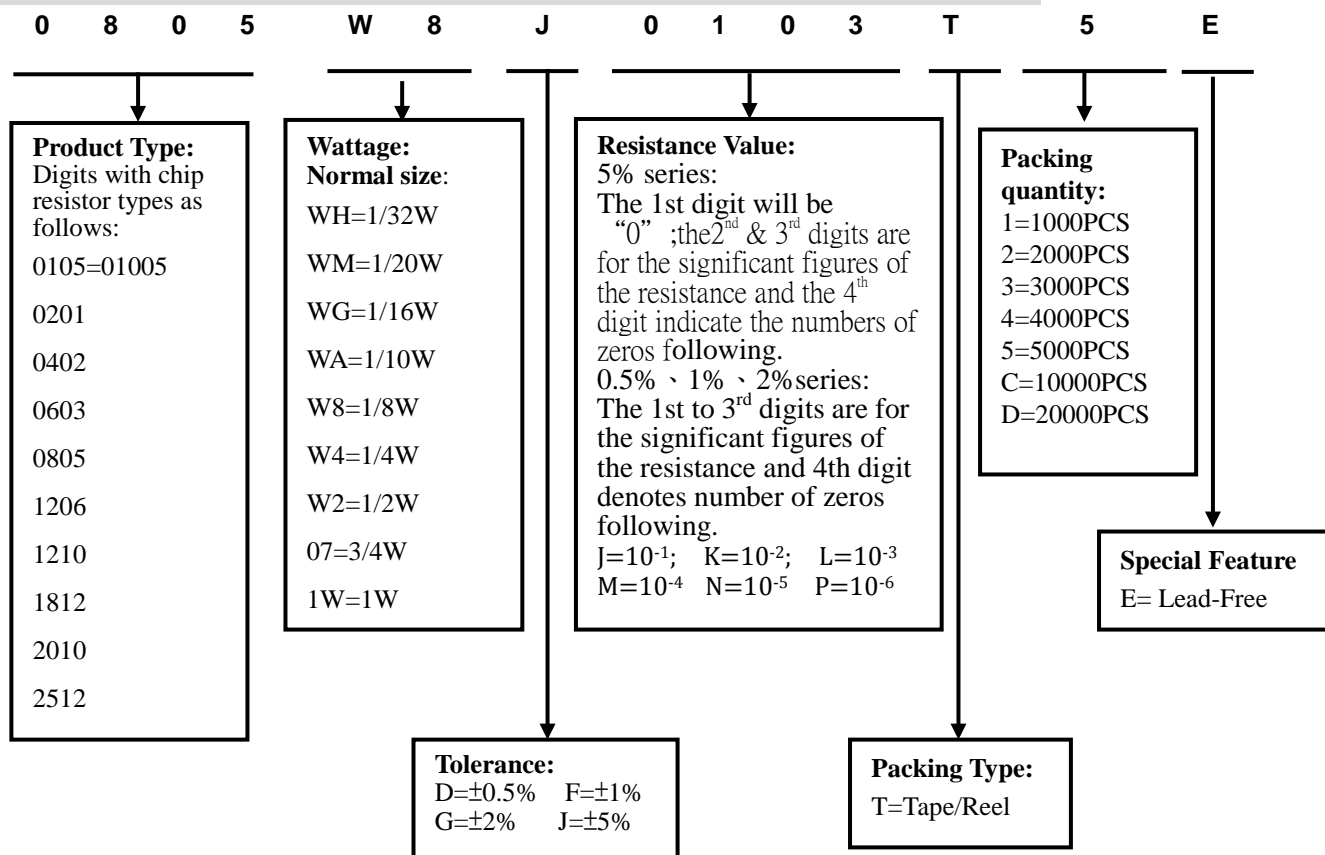 0 8 0 5 W 8 J 0 1 0 3 T 5 E
Product Type:
Digits with chip
resistor types as
follows:
0105=01005
0201
0402
0603
0805
1206
1210
1812
2010
2512
Wattage:
Normal size:
WH=1/32W
WM=1/20W
WG=1/16W
WA=1/10W
W8=1/8W
W4=1/4W
W2=1/2W
07=3/4W
1W=1W
Resistance Value:
5% series:
The 1st digit will be
“0” ;the2nd & 3rd digits are
for the significant figures of
the resistance and the 4th
digit indicate the numbers of
zeros following.
0.5%、1%、2%series:
The 1st to 3rd digits are for
the significant figures of
the resistance and 4th digit
denotes number of zeros
following.
J=10-1; K=10-2; L=10-3
M=10-4 N=10-5 P=10-6
Packing
quantity:
1=1000PCS
2=2000PCS
3=3000PCS
4=4000PCS
5=5000PCS
C=10000PCS
D=20000PCS
Special Feature
E= Lead-Free
Tolerance:
D=±0.5% F=±1%
G=±2% J=±5%
Packing Type:
T=Tape/Reel